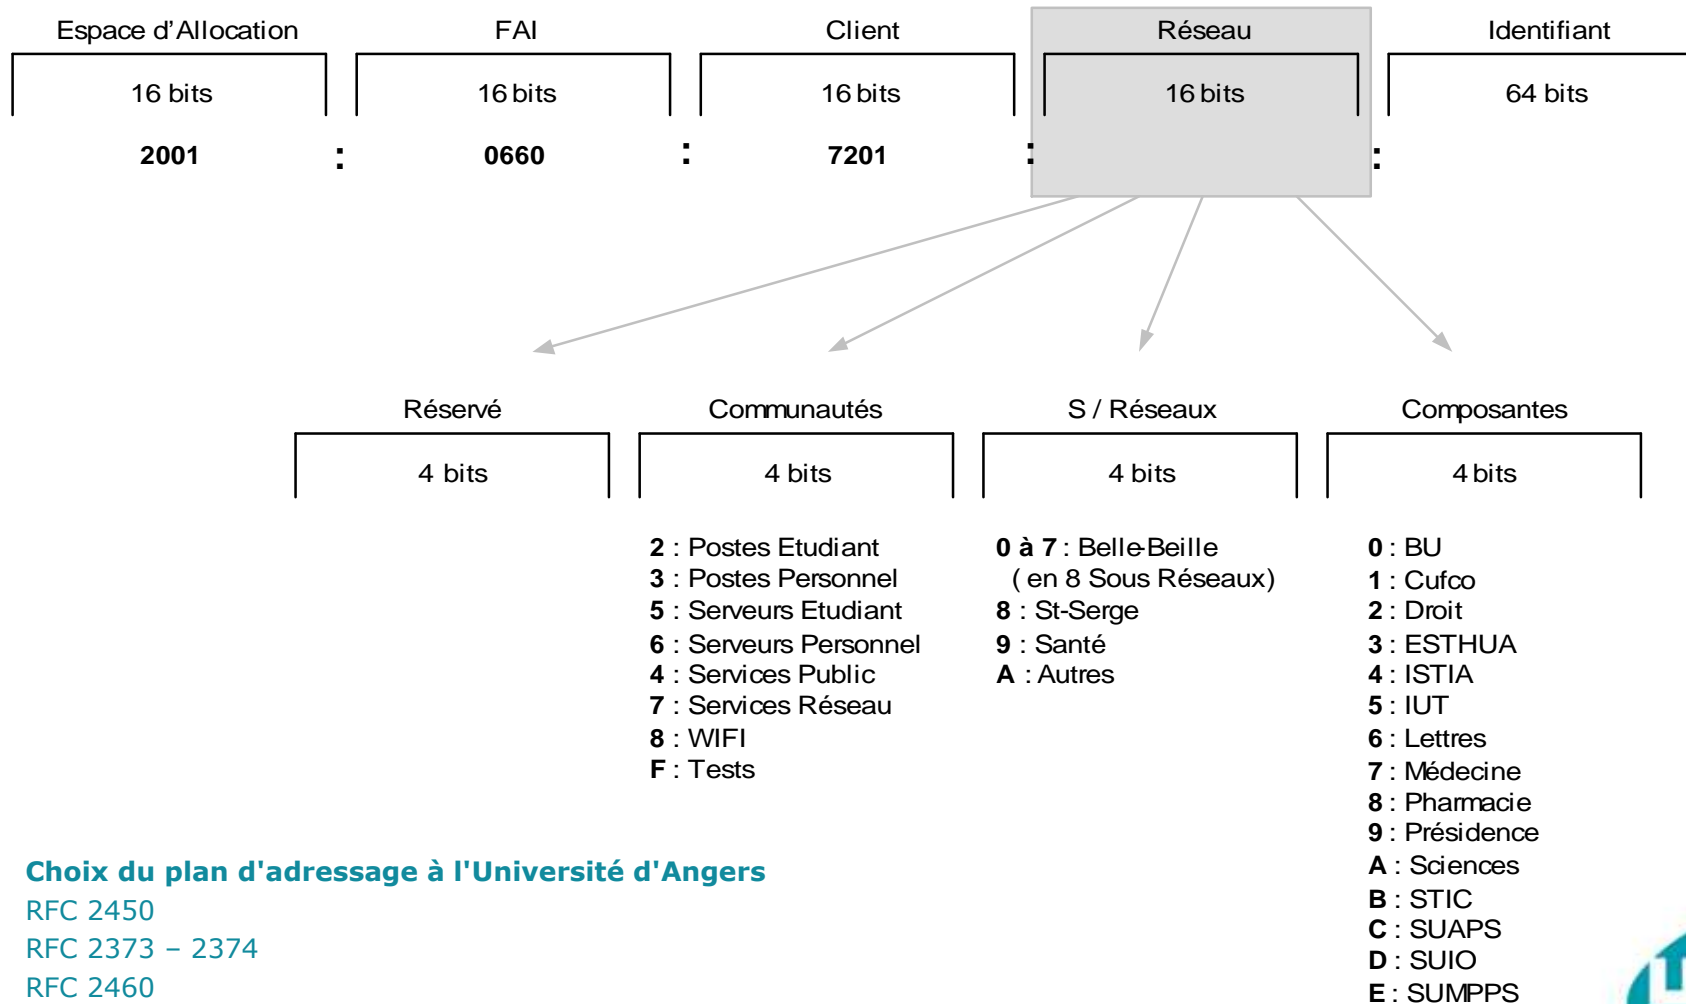 Espace d'Allocation FAI Client Réseau Identifiant
16 bits 16 bits 16 bits 16 bits 64 bits
2001 : 0660 : 7201 : :
Réservé Communautés S / Réseaux Composantes
4 bits 4 bits 4 bits 4 bits
2 : Postes Etudiant
3 : Postes Personnel
5 : Serveurs Etudiant
6 : Serveurs Personnel
4 : Services Public
7 : Services Réseau
8 : WIFI
F : Tests
0 à 7 : Belle-Beille
( en 8 Sous Réseaux)
8 : St-Serge
9 : Santé
A : Autres
0 : BU
1 : Cufco
2 : Droit
3 : ESTHUA
4 : ISTIA
5 : IUT
6 : Lettres
7 : Médecine
8 : Pharmacie
9 : Présidence
A : Sciences
B : STIC
C : SUAPS
D : SUIO
E : SUMPPS
Choix du plan d'adressage à l'Université d'Angers
RFC 2450
RFC 2373 – 2374
RFC 2460